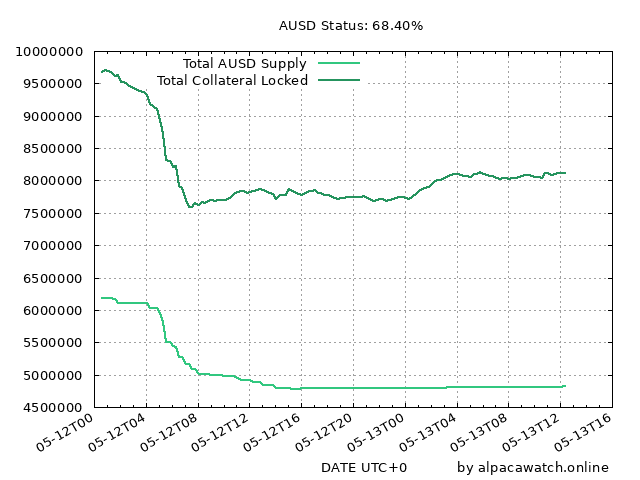 AUSD Status: 68.40%
Total AUSD Supply
Total Collateral Locked
10000000
9500000
9000000
8500000
8000000
7500000
7000000
6500000
6000000
5500000
5000000
4500000
05-12T00
05-12T04
05-12T08
05-12T12
05-12T16
05-12T20
05-13T00
05-13T04
05-13T08
05-13T12
05-13T16
DATE UTC+0
by alpacawatch.online